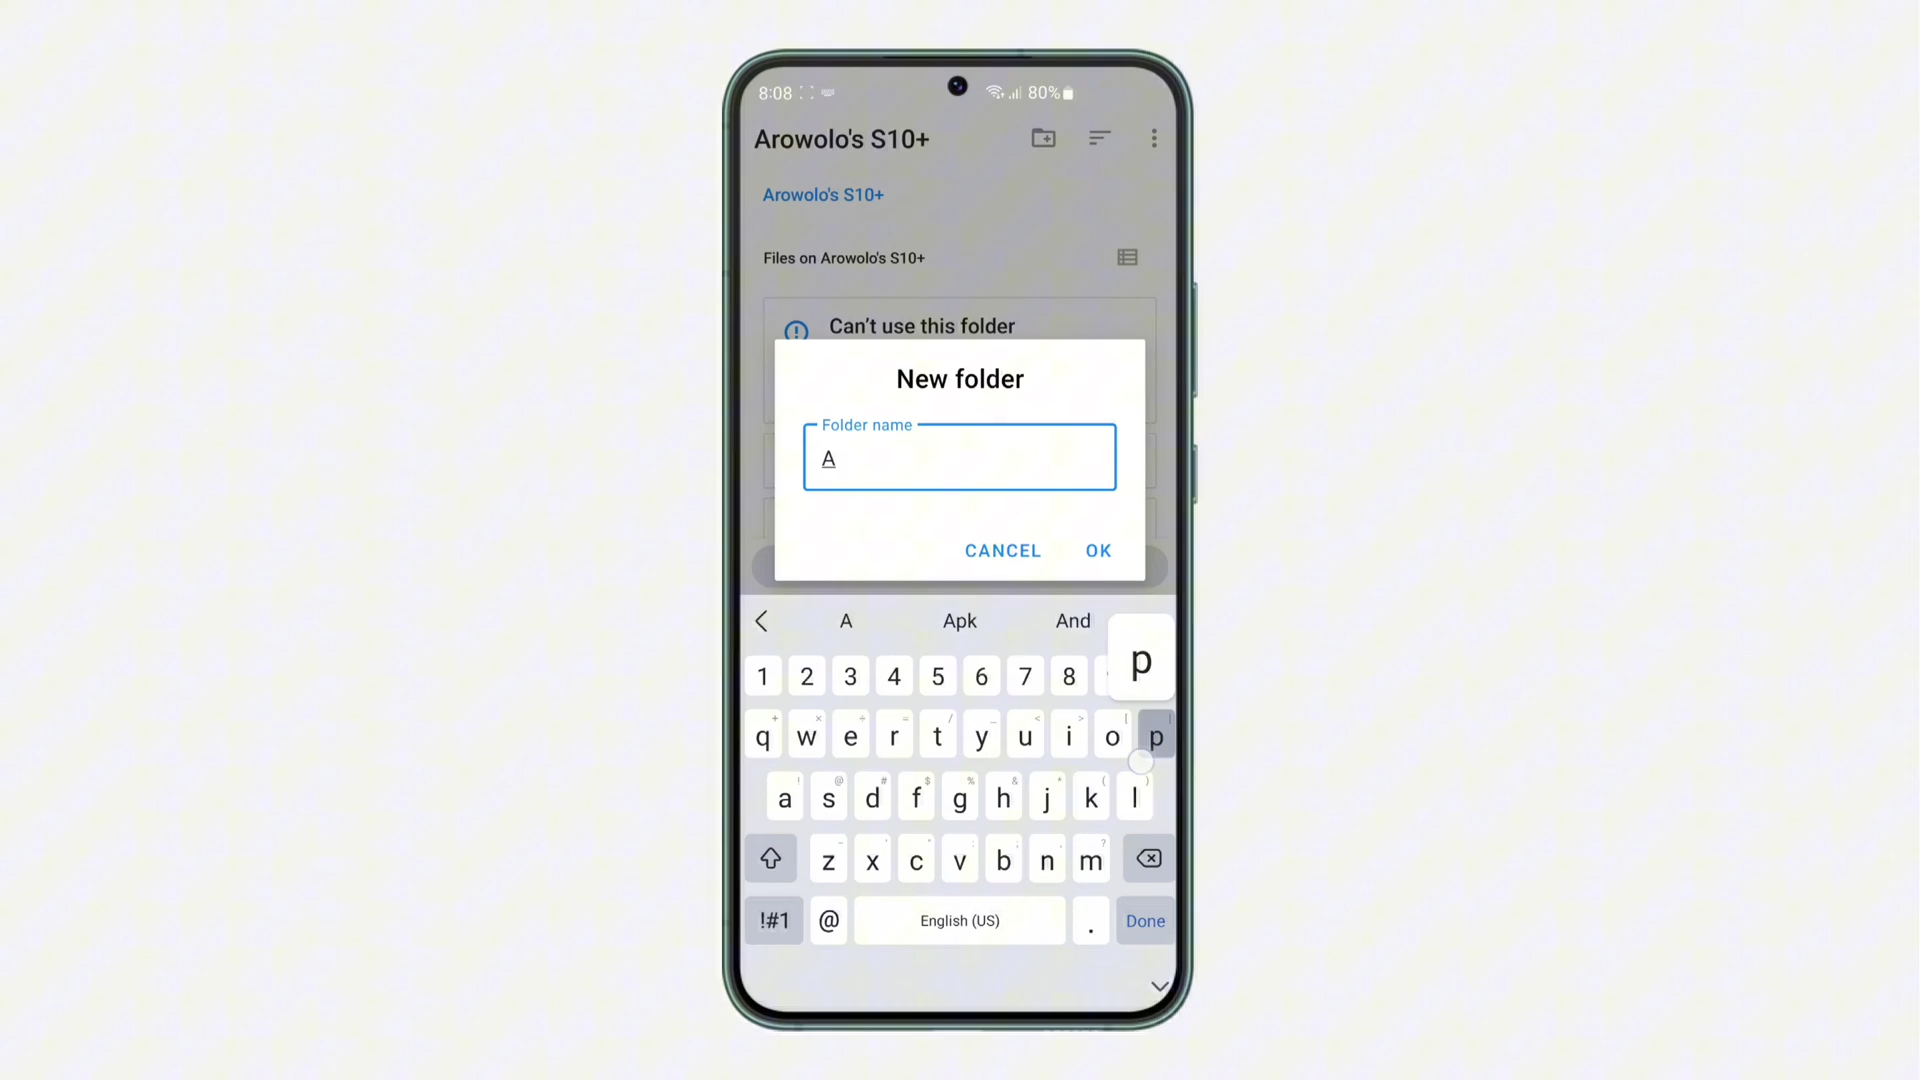 8:08 80%
Arowolo's S10+
Arowolo's S10+
Files on Arowolo's S10+
Can't use this folder
New folder
Folder name
A
CANCEL OK
A Apk And
p
1 2 3 4 5 6 7 8
q w e r t y u i o p
a s d f g h j k l
z x c v b n m
!#1 @ English (US) . Done